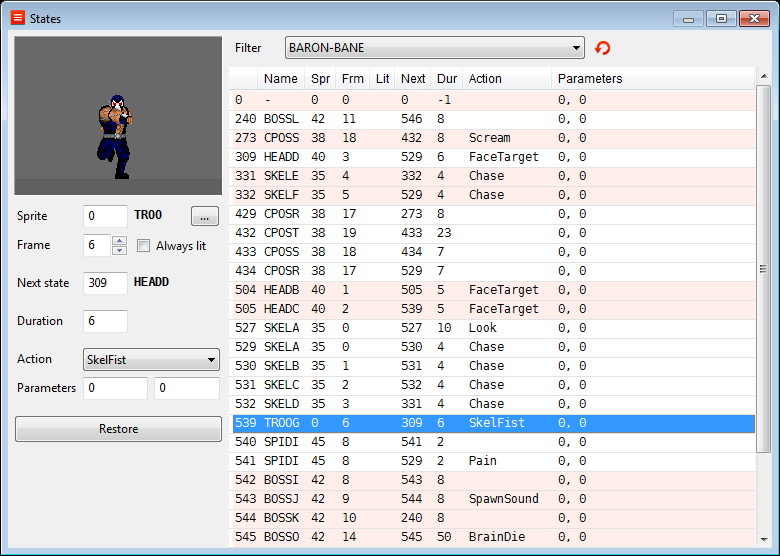 States
Filter BARON-BANE
Name Spr Frm Lit Next Dur Action Parameters
0 - 0 0 0 -1 0, 0
240 BOSSL 42 11 546 8 0, 0
273 CPOSS 38 18 432 8 Scream 0, 0
309 HEADD 40 3 529 6 FaceTarget 0, 0
331 SKELE 35 4 332 4 Chase 0, 0
332 SKELF 35 5 529 4 Chase 0, 0
429 CPOSR 38 17 273 8 0, 0
432 CPOST 38 19 433 23 0, 0
433 CPOSS 38 18 434 7 0, 0
434 CPOSR 38 17 529 7 0, 0
504 HEADB 40 1 505 5 FaceTarget 0, 0
505 HEADC 40 2 539 5 FaceTarget 0, 0
527 SKELA 35 0 527 10 Look 0, 0
529 SKELA 35 0 530 4 Chase 0, 0
530 SKELB 35 1 531 4 Chase 0, 0
531 SKELC 35 2 532 4 Chase 0, 0
532 SKELD 35 3 331 4 Chase 0, 0
539 TROOG 0 6 309 6 SkelFist 0, 0
540 SPIDI 45 8 541 2 0, 0
541 SPIDI 45 8 529 2 Pain 0, 0
542 BOSSI 42 8 543 8 0, 0
543 BOSSJ 42 9 544 8 SpawnSound 0, 0
544 BOSSK 42 10 240 8 0, 0
545 BOSSO 42 14 545 50 BrainDie 0, 0
Sprite 0 TROO ...
Frame 6 Always lit
Next state 309 HEADD
Duration 6
Action SkelFist
Parameters 0 0
Restore